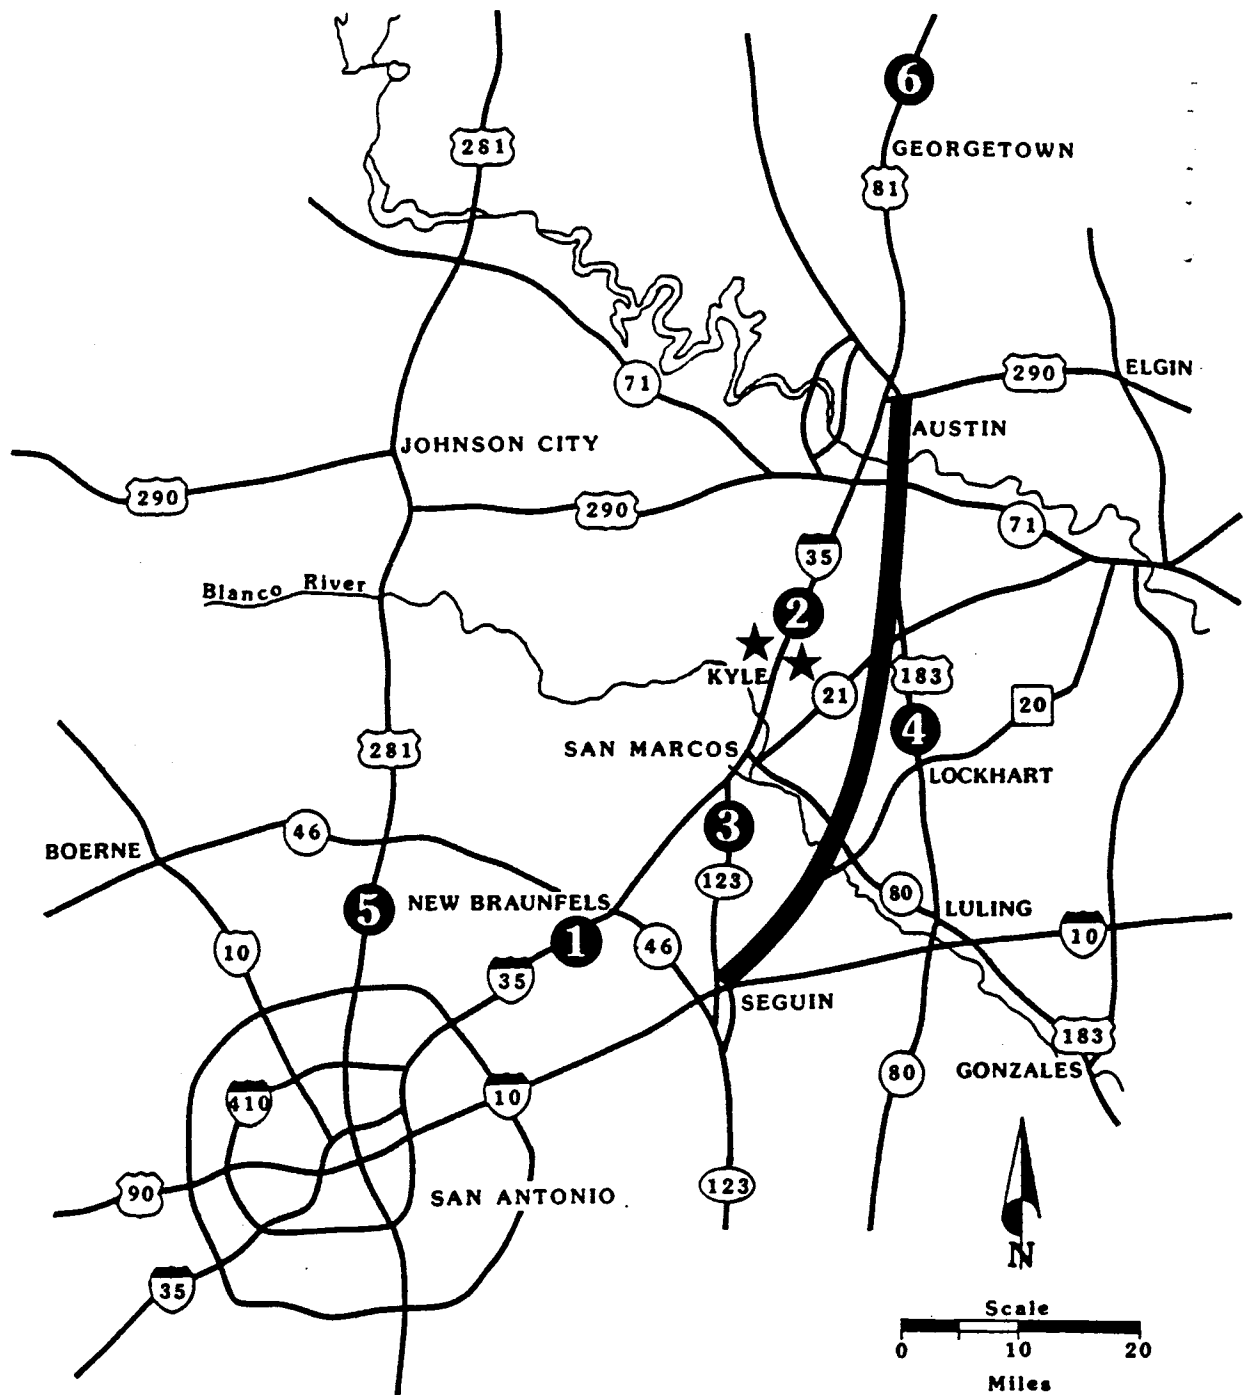 6
GEORGETOWN
281
81
ELGIN
290
71
AUSTIN
JOHNSON CITY
290
290
71
35
Blanco River
2
KYLE
183
21
20
4
281
SAN MARCOS
LOCKHART
3
46
BOERNE
123
80
5
NEW BRAUNFELS
LULING
1
46
10
10
35
SEGUIN
183
GONZALES
80
410
10
123
90
SAN ANTONIO
N
35
Scale
0 10 20
Miles